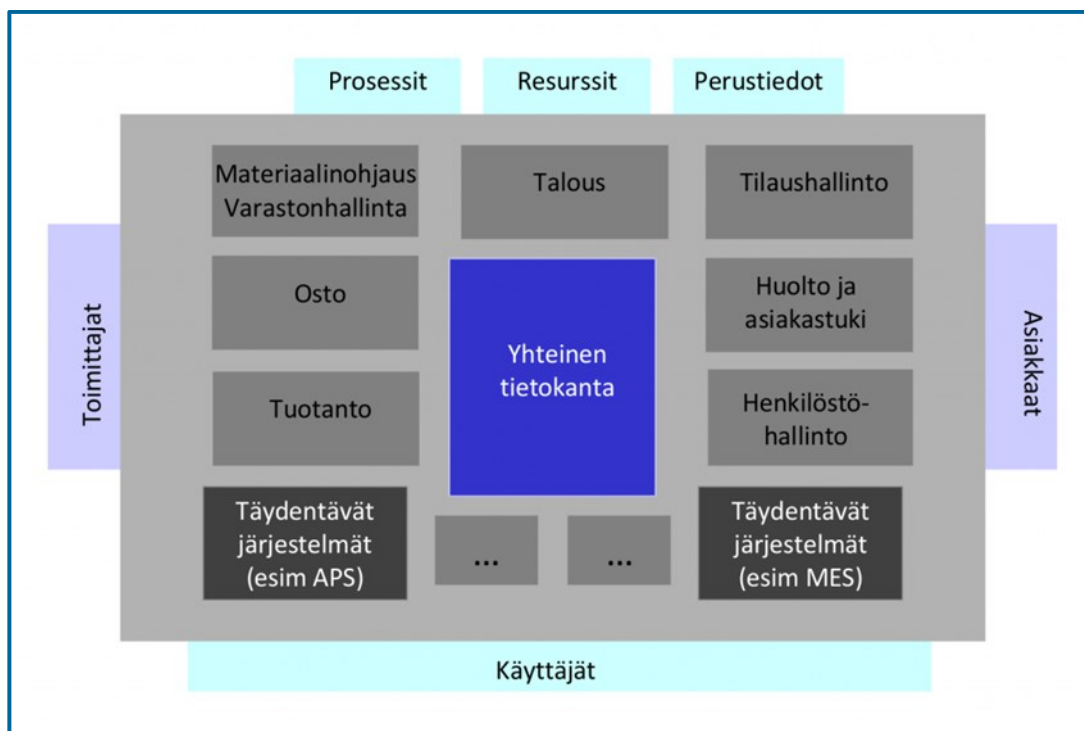 Prosessit
Resurssit
Perustiedot
Materiaalinohjaus
Varastonhallinta
Talous
Tilaushallinto
Toimittajat
Osto
Yhteinen
tietokanta
Huolto ja
asiakastuki
Asiakkaat
Tuotanto
Henkilöstö-
hallinto
Täydentävät
järjestelmät
(esim APS)
...
...
Täydentävät
järjestelmät
(esim MES)
Käyttäjät